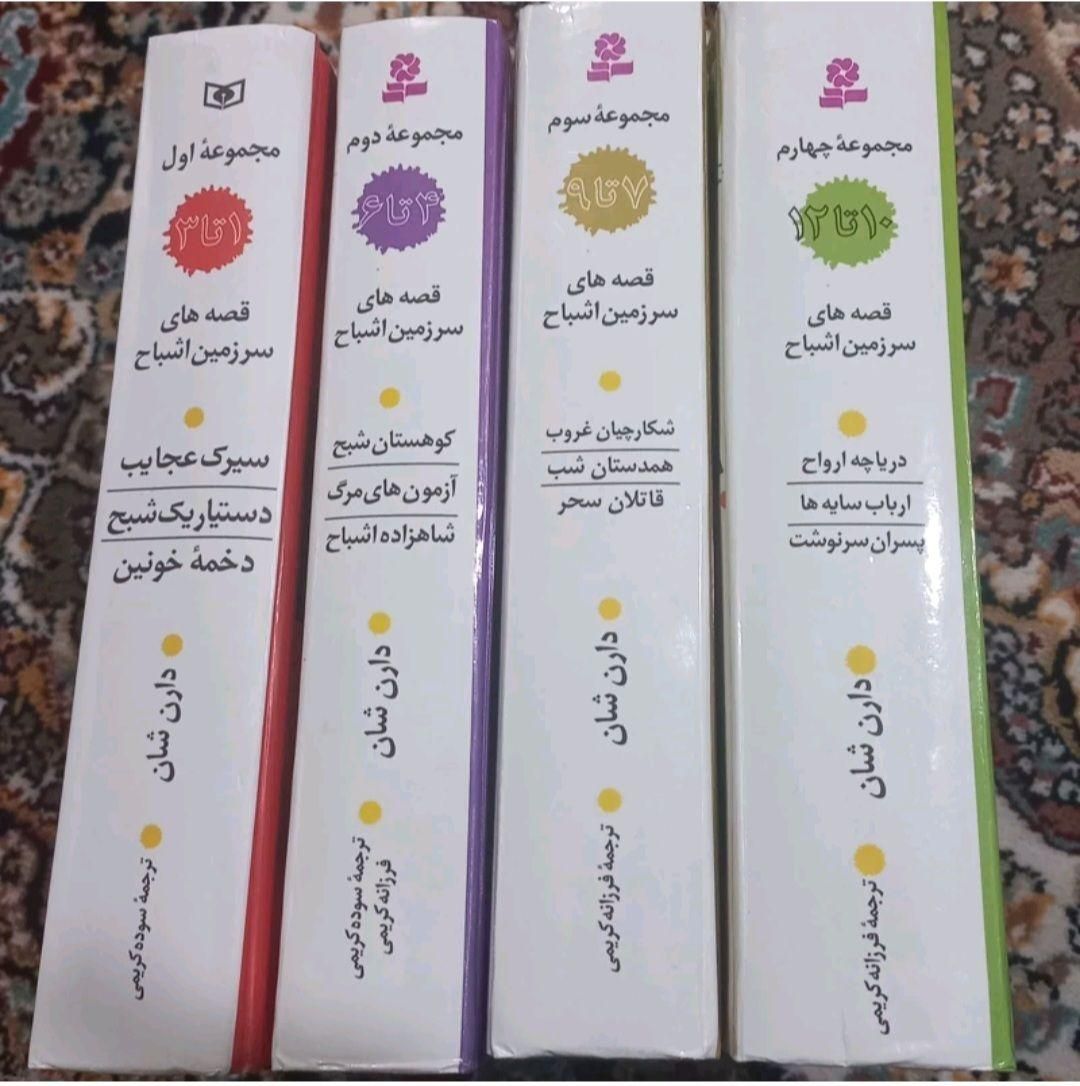 مجموعهٔ اول
۱ تا ۳
قصه های
سرزمین اشباح
سیرک عجایب
دستیار یک شبح
دخمهٔ خونین
دارن شان
ترجمهٔ سوده کریمی
مجموعهٔ دوم
۴ تا ۶
قصه های
سرزمین اشباح
کوهستان شبح
آزمون های مرگ
شاهزاده اشباح
دارن شان
ترجمهٔ سوده کریمی
فرزانه کریمی
مجموعهٔ سوم
۷ تا ۹
قصه های
سرزمین اشباح
شکارچیان غروب
همدستان شب
قاتلان سحر
دارن شان
ترجمهٔ فرزانه کریمی
مجموعهٔ چهارم
۱۰ تا ۱۲
قصه های
سرزمین اشباح
دریاچه ارواح
ارباب سایه ها
پسران سرنوشت
دارن شان
ترجمهٔ فرزانه کریمی